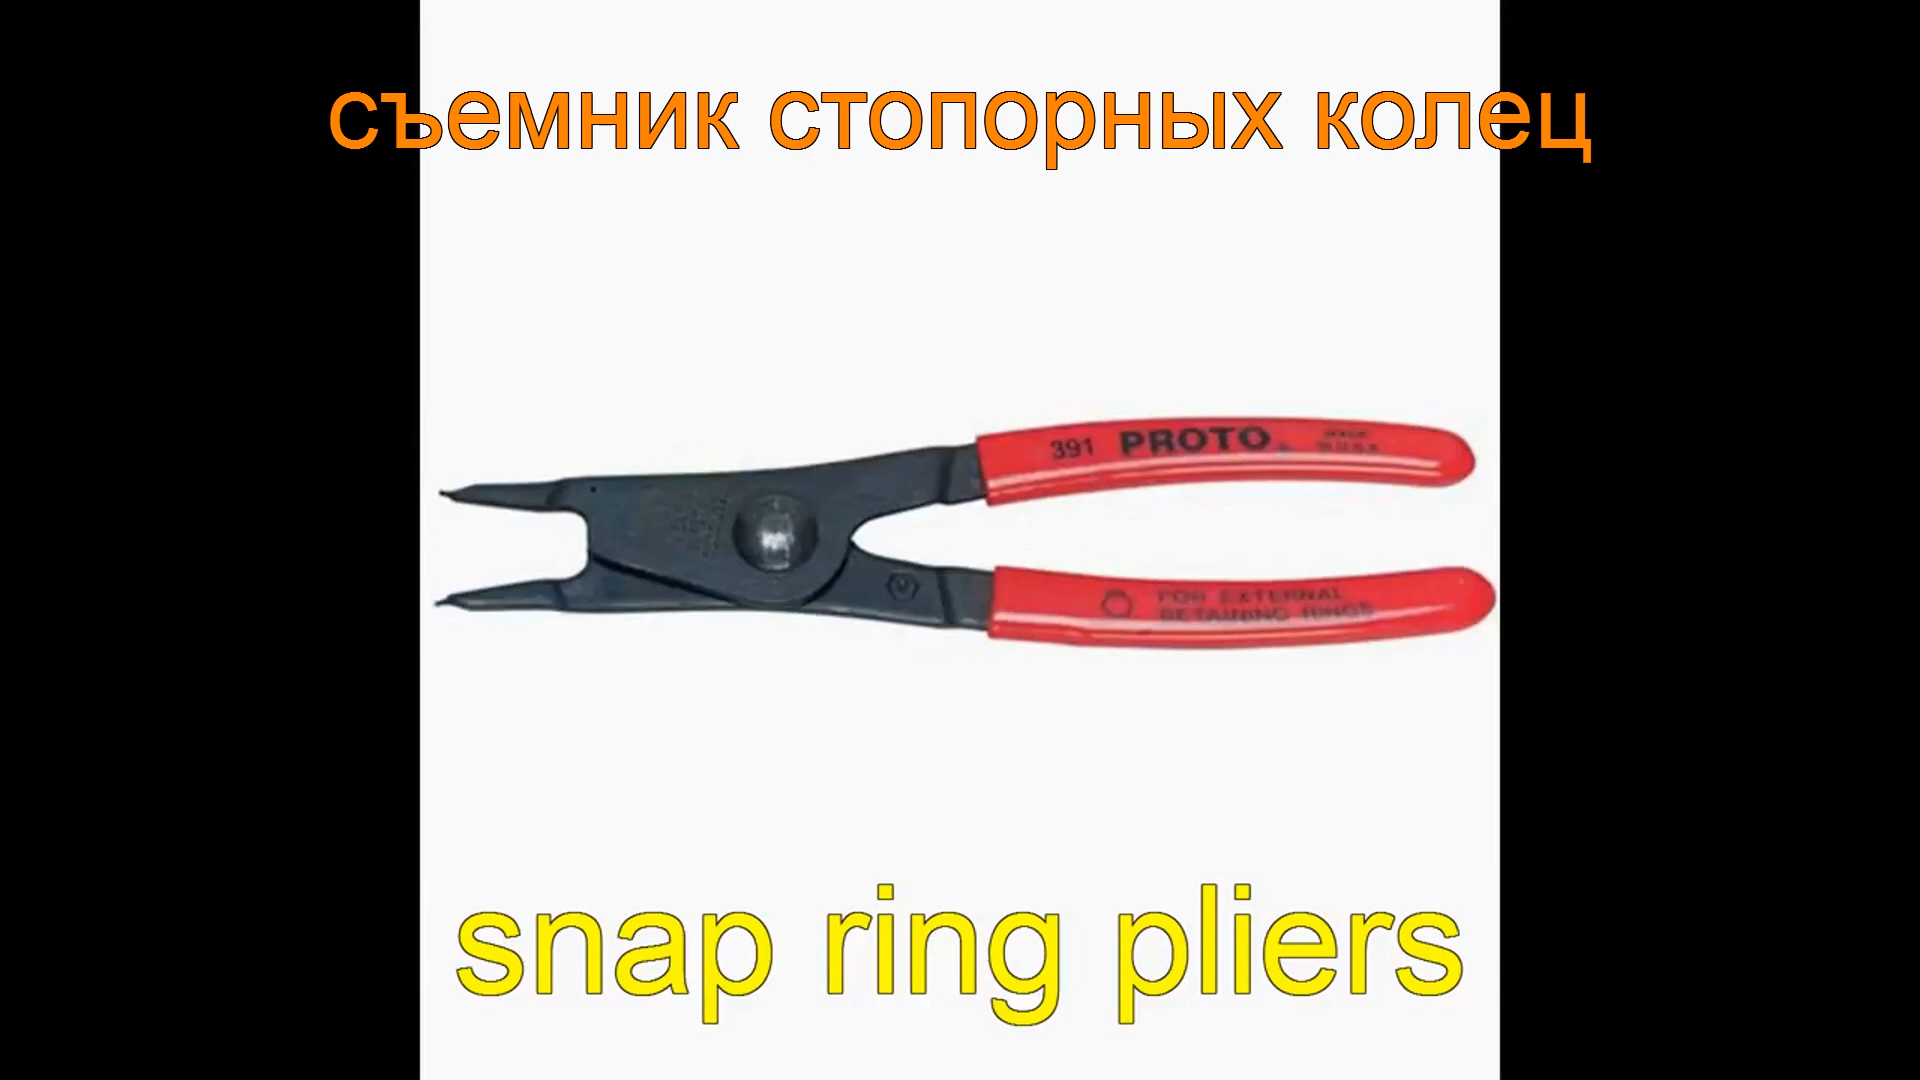 съемник стопорных колец
391 PROTO
FOR EXTERNAL
RETAINING RINGS
snap ring pliers